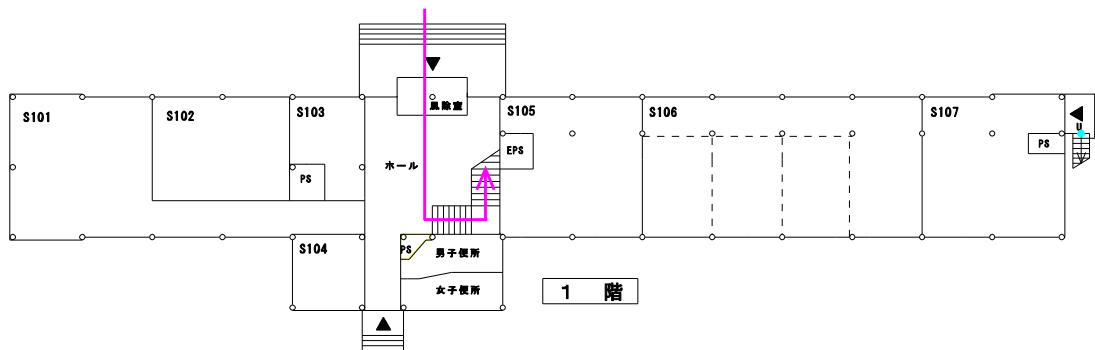 S101
S102
S103
S105
S106
S107
風除室
ホール
EPS
PS
PS
U
S104
PS
男子便所
女子便所
1 階